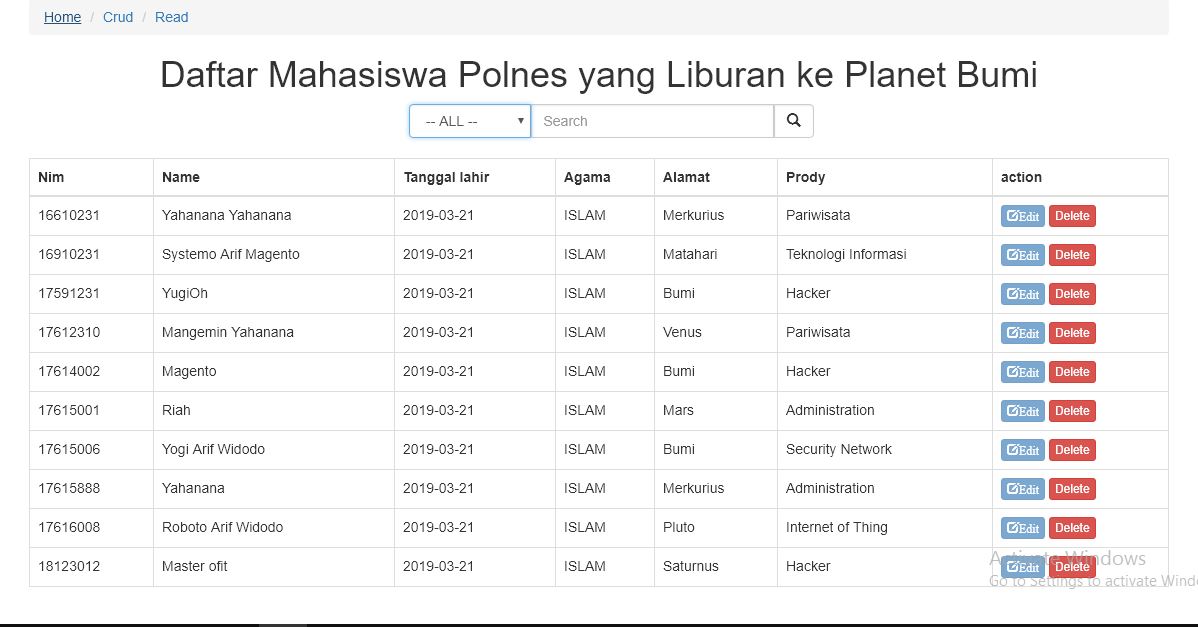 Home / Crud / Read
Daftar Mahasiswa Polnes yang Liburan ke Planet Bumi
-- ALL -- Search
Nim Name Tanggal lahir Agama Alamat Prody action
16610231 Yahanana Yahanana 2019-03-21 ISLAM Merkurius Pariwisata Edit Delete
16910231 Systemo Arif Magento 2019-03-21 ISLAM Matahari Teknologi Informasi Edit Delete
17591231 YugiOh 2019-03-21 ISLAM Bumi Hacker Edit Delete
17612310 Mangemin Yahanana 2019-03-21 ISLAM Venus Pariwisata Edit Delete
17614002 Magento 2019-03-21 ISLAM Bumi Hacker Edit Delete
17615001 Riah 2019-03-21 ISLAM Mars Administration Edit Delete
17615006 Yogi Arif Widodo 2019-03-21 ISLAM Bumi Security Network Edit Delete
17615888 Yahanana 2019-03-21 ISLAM Merkurius Administration Edit Delete
17616008 Roboto Arif Widodo 2019-03-21 ISLAM Pluto Internet of Thing Edit Delete
18123012 Master ofit 2019-03-21 ISLAM Saturnus Hacker Edit Delete
Activate Windows
Go to Settings to activate Wind